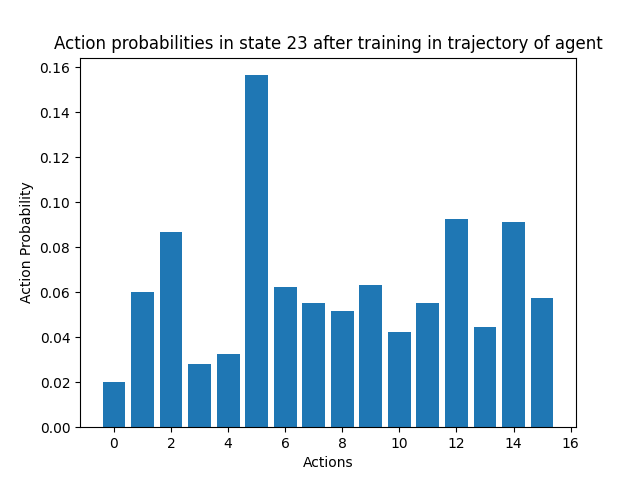 Action probabilities in state 23 after training in trajectory of agent
0.16
0.14
0.12
0.10
0.08
0.06
0.04
0.02
0.00
Action Probability
0 2 4 6 8 10 12 14 16
Actions